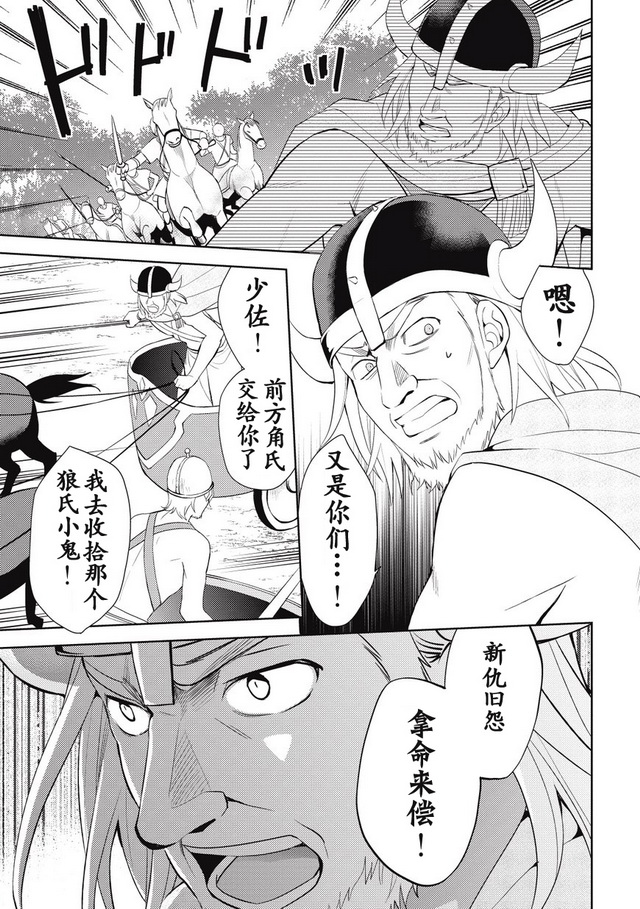 ドドドド
嗯！
又是你们…！
少佐！
前方角氏
交给你了
我去收拾那个
狼氏小鬼！
新仇旧怨
拿命来偿！